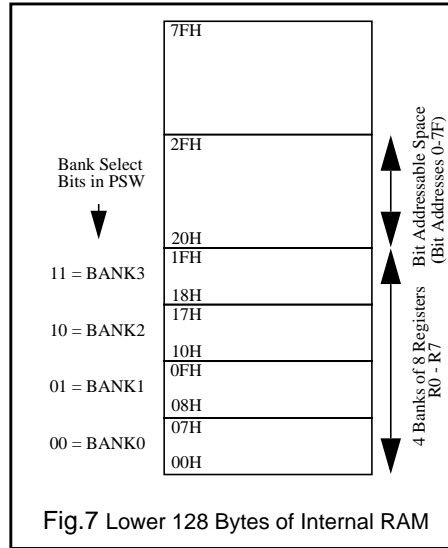 7FH
2FH
Bank Select
Bits in PSW
20H
1FH
11 = BANK3
18H
17H
10 = BANK2
10H
0FH
01 = BANK1
08H
07H
00 = BANK0
00H
Bit Addressable Space
(Bit Addresses 0-7F)
4 Banks of 8 Registers
R0 - R7
Fig.7 Lower 128 Bytes of Internal RAM